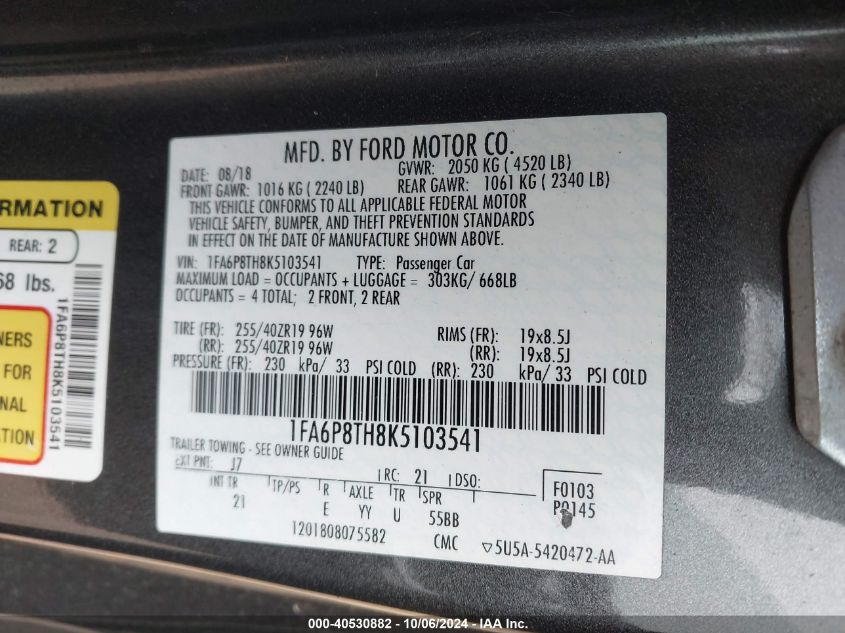 RMATION
REAR: 2
68 lbs.
NERS
FOR
NAL
ATION
1FA6P8TH8K5103541
MFD. BY FORD MOTOR CO.
DATE: 08/18 GVWR: 2050 KG ( 4520 LB)
FRONT GAWR: 1016 KG ( 2240 LB) REAR GAWR: 1061 KG ( 2340 LB)
THIS VEHICLE CONFORMS TO ALL APPLICABLE FEDERAL MOTOR
VEHICLE SAFETY, BUMPER, AND THEFT PREVENTION STANDARDS
IN EFFECT ON THE DATE OF MANUFACTURE SHOWN ABOVE.
VIN: 1FA6P8TH8K5103541 TYPE: Passenger Car
MAXIMUM LOAD = OCCUPANTS + LUGGAGE = 303KG/ 668LB
OCCUPANTS = 4 TOTAL; 2 FRONT, 2 REAR
TIRE (FR): 255/40ZR19 96W RIMS (FR): 19x8.5J
(RR): 255/40ZR19 96W (RR): 19x8.5J
PRESSURE (FR): 230 kPa/ 33 PSI COLD (RR): 230 kPa/ 33 PSI COLD
1FA6P8TH8K5103541
TRAILER TOWING - SEE OWNER GUIDE
EXT PNT: J7 RC: 21 DSO: F0103
INT TR TP/PS R AXLE TR SPR P0145
21 E YY U 55BB
1201808075582 CMC ▽5U5A-5420472-AA
000-40530882 - 10/06/2024 - IAA Inc.